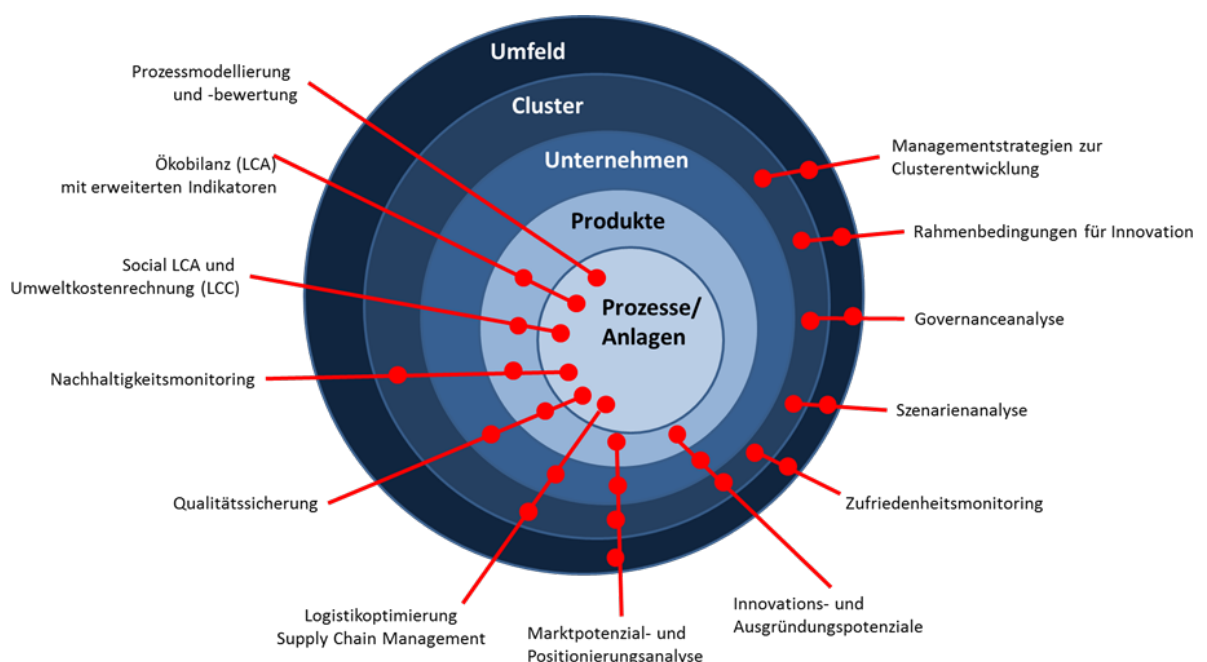 Umfeld
Cluster
Unternehmen
Produkte
Prozesse/
Anlagen
Prozessmodellierung
und -bewertung
Ökobilanz (LCA)
mit erweiterten Indikatoren
Social LCA und
Umweltkostenrechnung (LCC)
Nachhaltigkeitsmonitoring
Qualitätssicherung
Logistikoptimierung
Supply Chain Management
Marktpotenzial- und
Positionierungsanalyse
Innovations- und
Ausgründungspotenziale
Zufriedenheitsmonitoring
Szenarienanalyse
Governanceanalyse
Rahmenbedingungen für Innovation
Managementstrategien zur
Clusterentwicklung